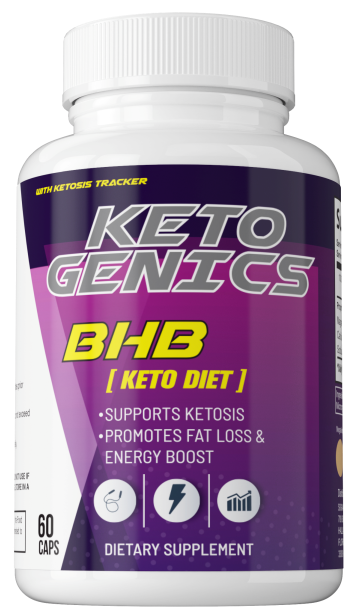 WITH KETOSIS TRACKER
KETO
GENICS
BHB
[ KETO DIET ]
•SUPPORTS KETOSIS
•PROMOTES FAT LOSS &
ENERGY BOOST
60
CAPS
DIETARY SUPPLEMENT